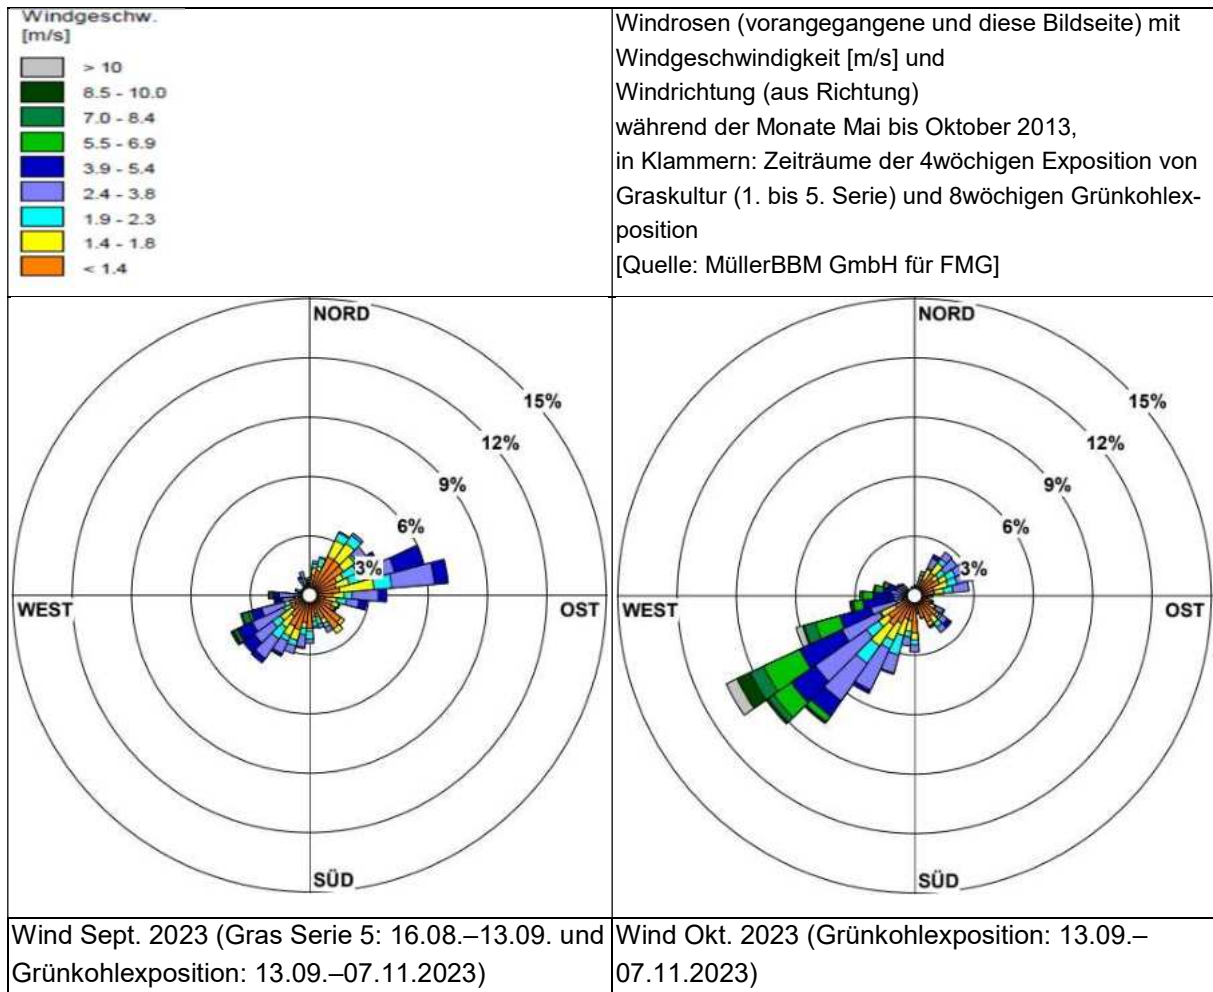 Windgeschw.
[m/s]
> 10
8.5 - 10.0
7.0 - 8.4
5.5 - 6.9
3.9 - 5.4
2.4 - 3.8
1.9 - 2.3
1.4 - 1.8
< 1.4
Windrosen (vorangegangene und diese Bildseite) mit
Windgeschwindigkeit [m/s] und
Windrichtung (aus Richtung)
während der Monate Mai bis Oktober 2013,
in Klammern: Zeiträume der 4wöchigen Exposition von
Graskultur (1. bis 5. Serie) und 8wöchigen Grünkohlex-
position
[Quelle: MüllerBBM GmbH für FMG]
NORD
15%
12%
9%
6%
3%
WEST
OST
SÜD
NORD
15%
12%
9%
6%
3%
WEST
OST
SÜD
Wind Sept. 2023 (Gras Serie 5: 16.08.–13.09. und
Grünkohlexposition: 13.09.–07.11.2023)
Wind Okt. 2023 (Grünkohlexposition: 13.09.–
07.11.2023)